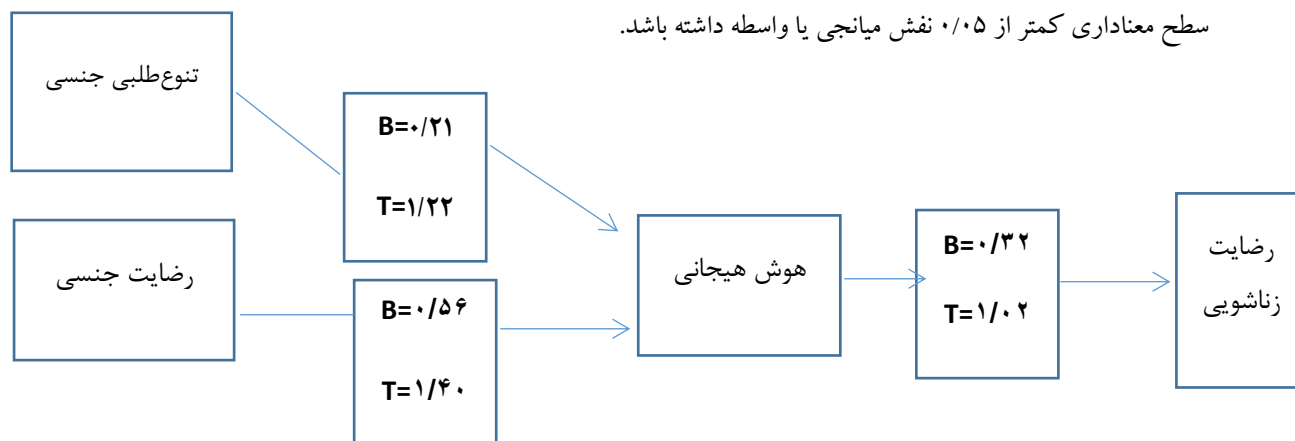 سطح معناداری کمتر از ۰/۰۵ نقش میانجی یا واسطه داشته باشد.
تنوع‌طلبی جنسی
B=۰/۲۱
T=۱/۲۲
رضایت جنسی
B=۰/۵۶
T=۱/۴۰
هوش هیجانی
B=۰/۳۲
T=۱/۰۲
رضایت
زناشویی